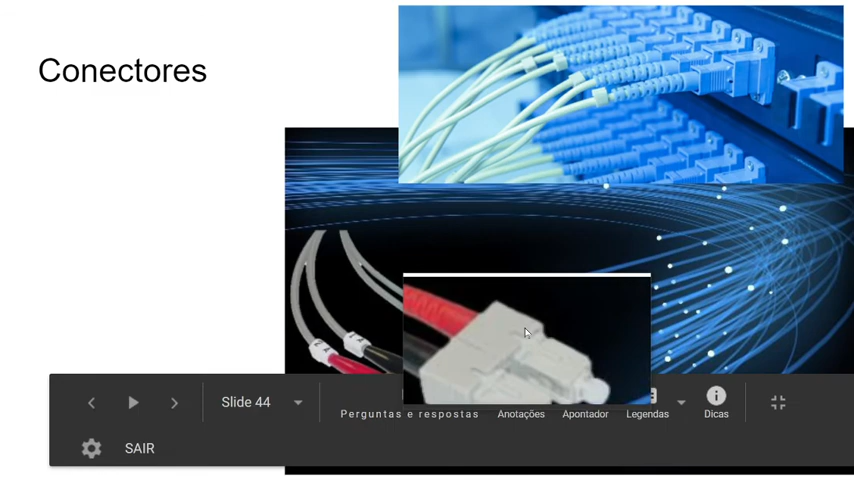 Conectores
Slide 44
Perguntas e respostas
Anotações
Apontador
Legendas
Dicas
SAIR